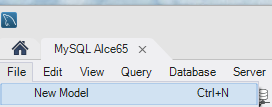 MySQL Alce65
File Edit View Query Database Server
New Model Ctrl+N